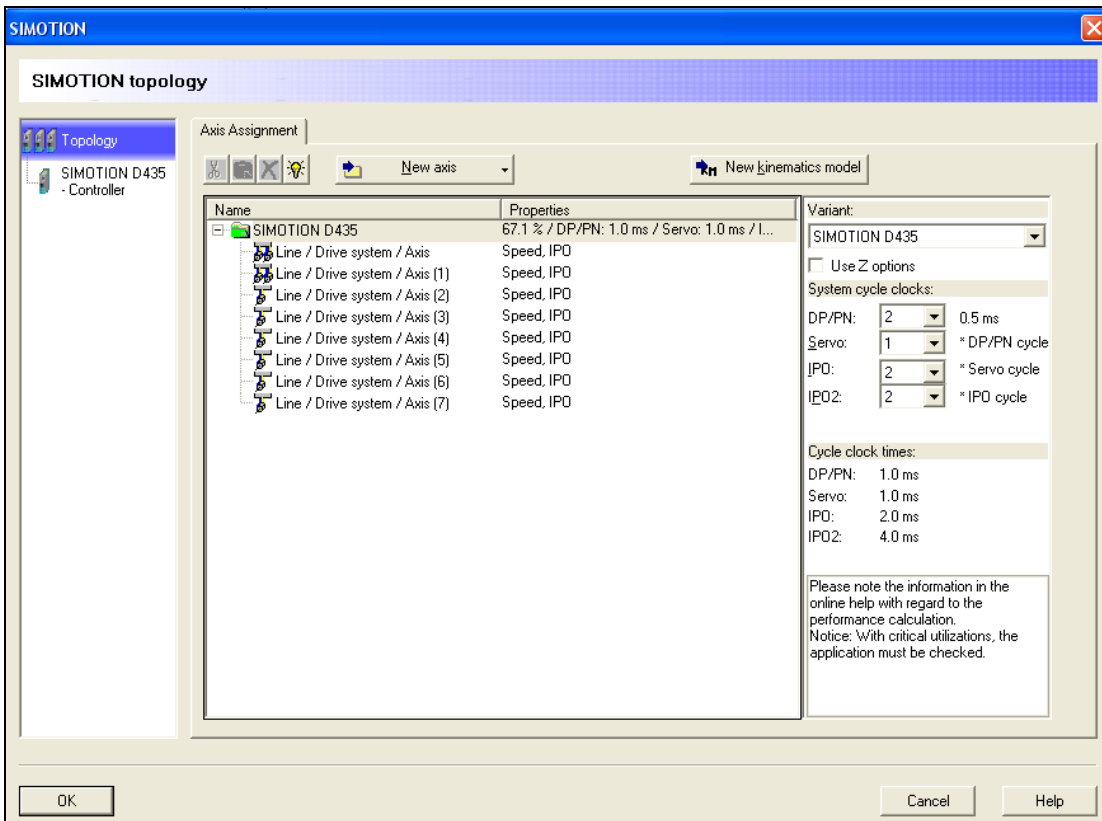 SIMOTION
SIMOTION topology
Topology
SIMOTION D435
- Controller
Axis Assignment
New axis
New kinematics model
Name
Properties
SIMOTION D435
67.1 % / DP/PN: 1.0 ms / Servo: 1.0 ms / I...
Line / Drive system / Axis
Speed, IPO
Line / Drive system / Axis (1)
Speed, IPO
Line / Drive system / Axis (2)
Speed, IPO
Line / Drive system / Axis (3)
Speed, IPO
Line / Drive system / Axis (4)
Speed, IPO
Line / Drive system / Axis (5)
Speed, IPO
Line / Drive system / Axis (6)
Speed, IPO
Line / Drive system / Axis (7)
Speed, IPO
Variant:
SIMOTION D435
Use Z options
System cycle clocks:
DP/PN: 2 0.5 ms
Servo: 1 * DP/PN cycle
IPO: 2 * Servo cycle
IPO2: 2 * IPO cycle
Cycle clock times:
DP/PN: 1.0 ms
Servo: 1.0 ms
IPO: 2.0 ms
IPO2: 4.0 ms
Please note the information in the
online help with regard to the
performance calculation.
Notice: With critical utilizations, the
application must be checked.
OK
Cancel
Help